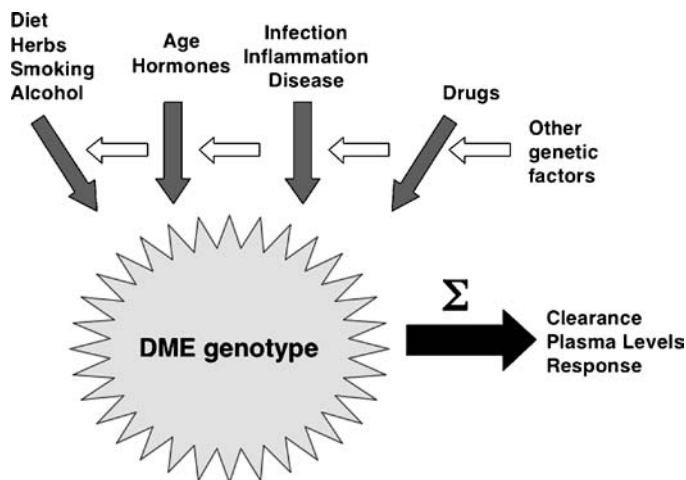 Diet
Herbs
Smoking
Alcohol
Age
Hormones
Infection
Inflammation
Disease
Drugs
Other
genetic
factors
DME genotype
Σ
Clearance
Plasma Levels
Response